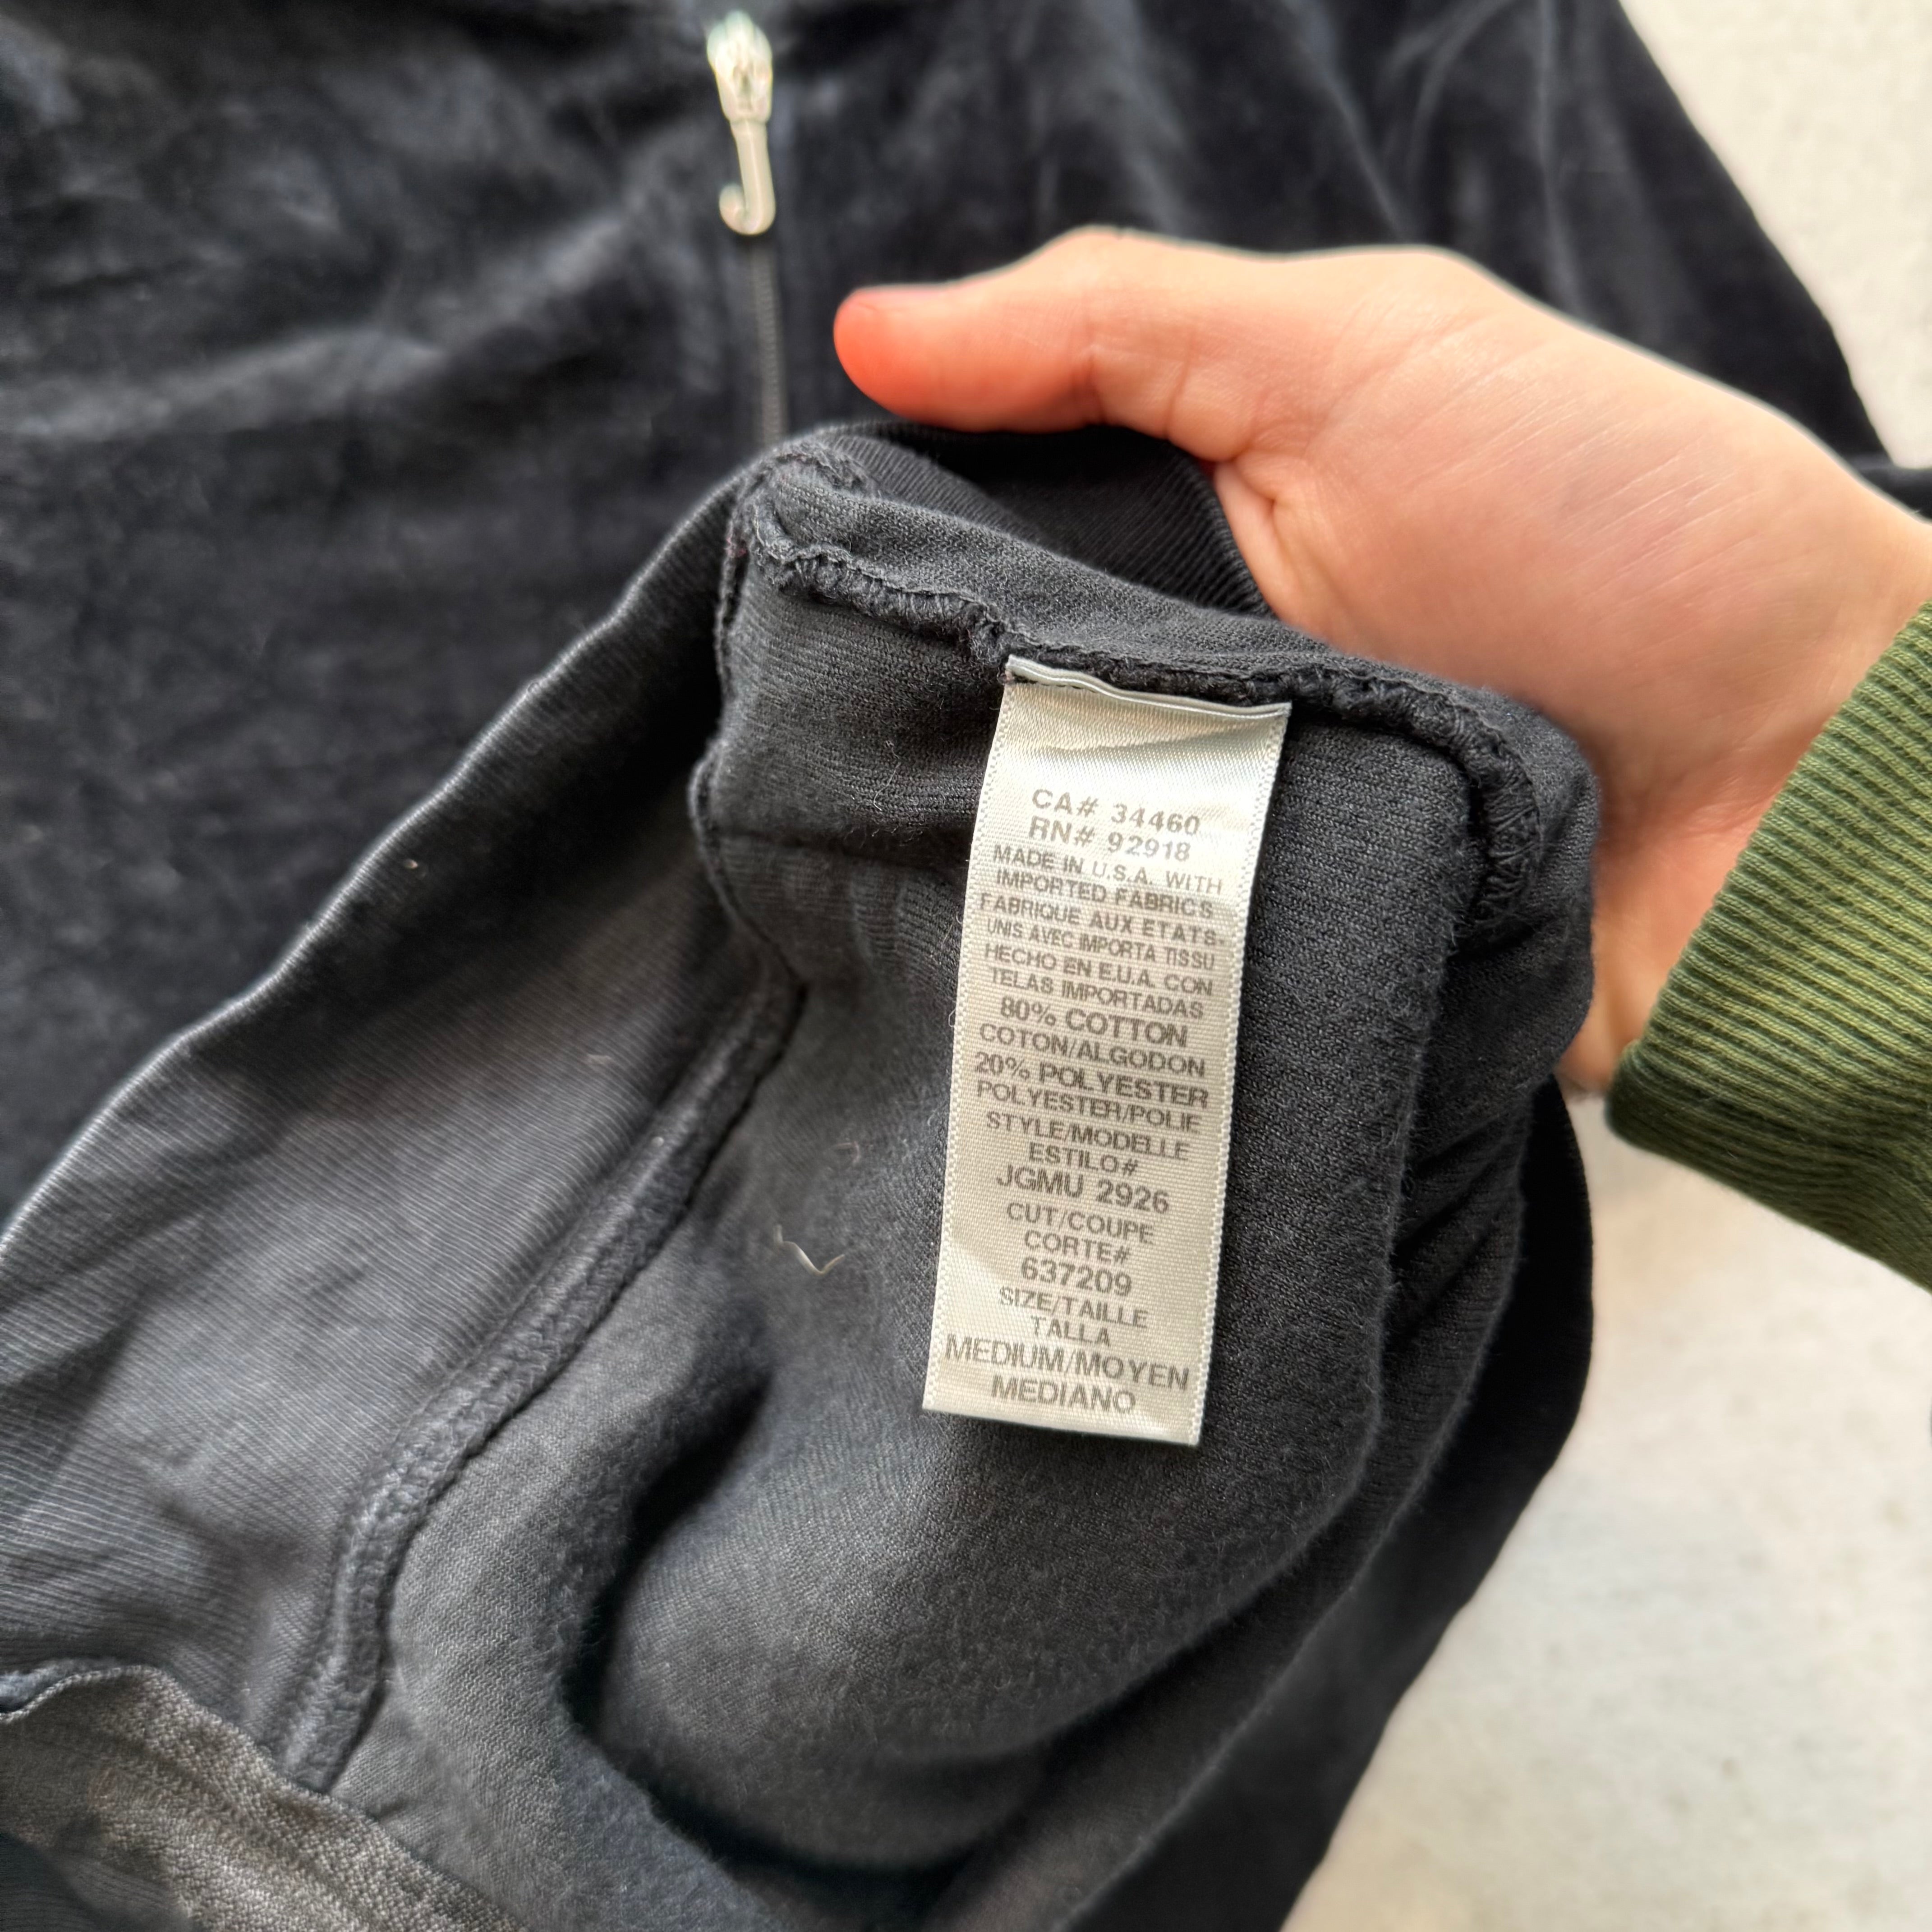 CA# 34460
RN# 92918
MADE IN U.S.A. WITH
IMPORTED FABRICS
FABRIQUE AUX ETATS-
UNIS AVEC IMPORTA TISSU
HECHO EN E.U.A. CON
TELAS IMPORTADAS
80% COTTON
COTON/ALGODON
20% POLYESTER
POLYESTER/POLIE
STYLE/MODELLE
ESTILO#
JGMU 2926
CUT/COUPE
CORTE#
637209
SIZE/TAILLE
TALLA
MEDIUM/MOYEN
MEDIANO